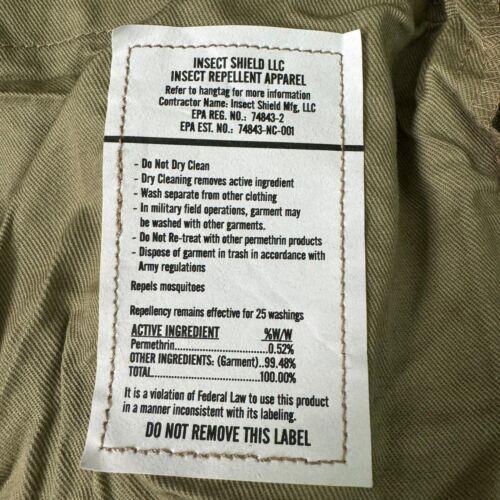 INSECT SHIELD LLC
INSECT REPELLENT APPAREL
Refer to hangtag for more information
Contractor Name: Insect Shield Mfg, LLC
EPA REG. NO.: 74843-2
EPA EST. NO.: 74843-NC-001
- Do Not Dry Clean
- Dry Cleaning removes active ingredient
- Wash separate from other clothing
- In military field operations, garment may
be washed with other garments.
- Do Not Re-treat with other permethrin products
- Dispose of garment in trash in accordance with
Army regulations
Repels mosquitoes
Repellency remains effective for 25 washings
ACTIVE INGREDIENT %W/W
Permethrin..........................0.52%
OTHER INGREDIENTS: (Garment)..99.48%
TOTAL..............................100.00%
It is a violation of Federal Law to use this product
in a manner inconsistent with its labeling.
DO NOT REMOVE THIS LABEL